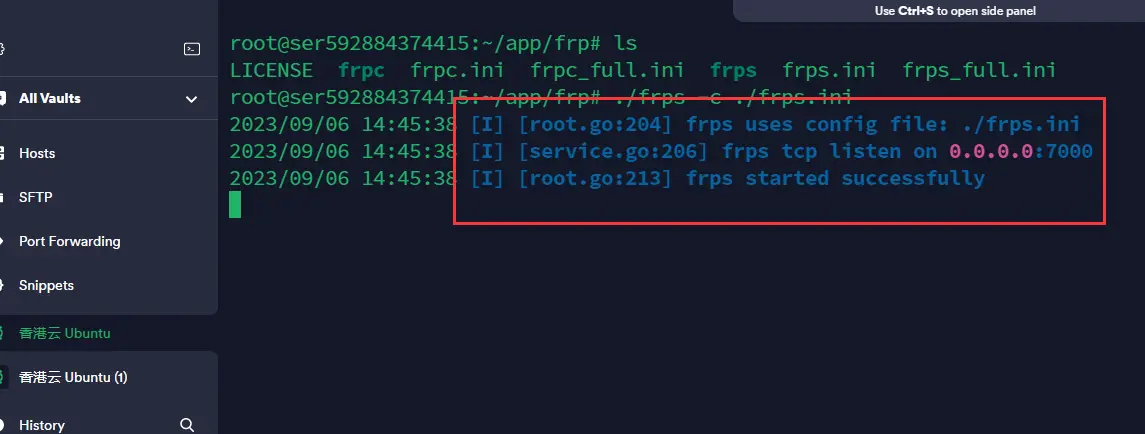 Use Ctrl+S to open side panel
All Vaults
Hosts
SFTP
Port Forwarding
Snippets
香港云 Ubuntu
香港云 Ubuntu (1)
History
root@ser592884374415:~/app/frp# ls
LICENSE frpc frpc.ini frpc_full.ini frps frps.ini frps_full.ini
root@ser592884374415:~/app/frp# ./frps -c ./frps.ini
2023/09/06 14:45:38 [I] [root.go:204] frps uses config file: ./frps.ini
2023/09/06 14:45:38 [I] [service.go:206] frps tcp listen on 0.0.0.0:7000
2023/09/06 14:45:38 [I] [root.go:213] frps started successfully